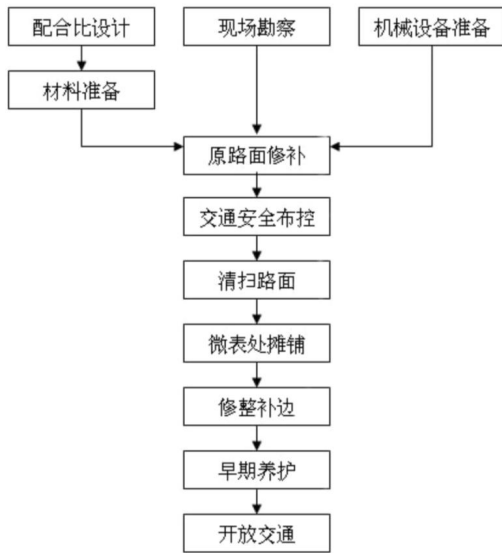 配合比设计
现场勘察
机械设备准备
材料准备
原路面修补
交通安全布控
清扫路面
微表处摊铺
修整补边
早期养护
开放交通